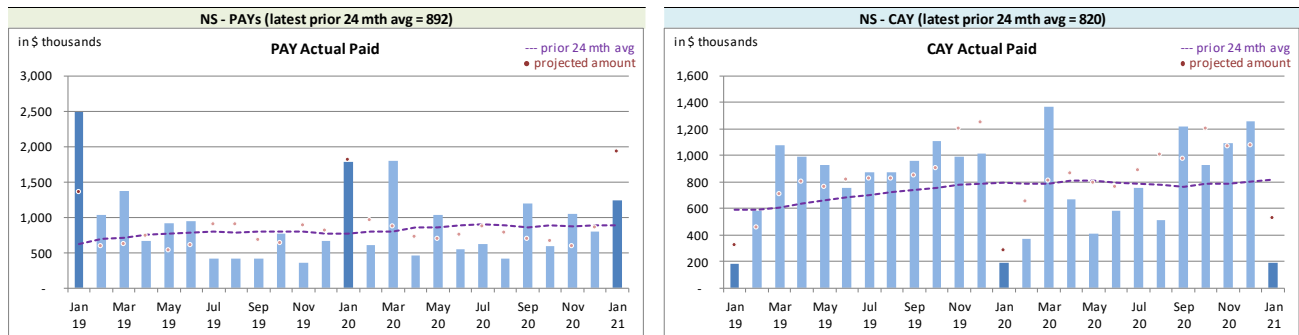 NS - PAYs (latest prior 24 mth avg = 892)
in $ thousands
PAY Actual Paid
--- prior 24 mth avg
• projected amount
3,000
2,500
2,000
1,500
1,000
500
-
Jan Mar May Jul Sep Nov Jan Mar May Jul Sep Nov Jan
19 19 19 19 19 19 20 20 20 20 20 20 21
NS - CAY (latest prior 24 mth avg = 820)
in $ thousands
CAY Actual Paid
--- prior 24 mth avg
• projected amount
1,600
1,400
1,200
1,000
800
600
400
200
-
Jan Mar May Jul Sep Nov Jan Mar May Jul Sep Nov Jan
19 19 19 19 19 19 20 20 20 20 20 20 21